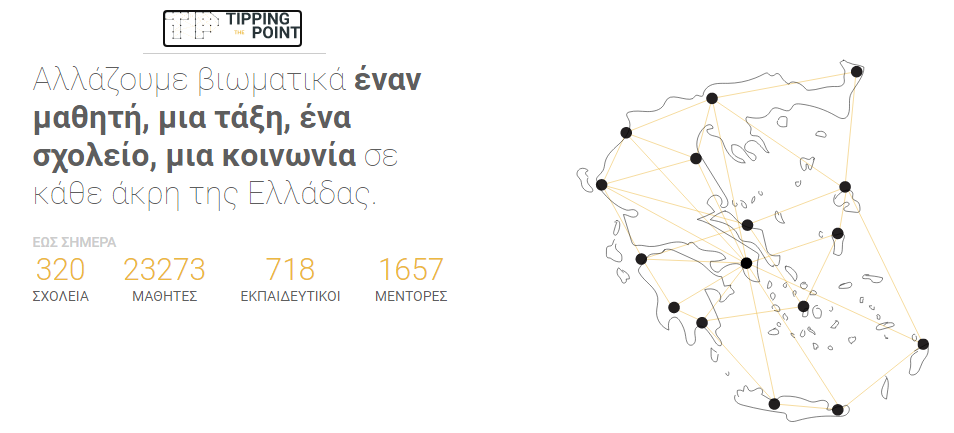 TP TIPPING
THE POINT
Αλλάζουμε βιωματικά έναν
μαθητή, μια τάξη, ένα
σχολείο, μια κοινωνία σε
κάθε άκρη της Ελλάδας.
ΕΩΣ ΣΗΜΕΡΑ
320 23273 718 1657
ΣΧΟΛΕΙΑ ΜΑΘΗΤΕΣ ΕΚΠΑΙΔΕΥΤΙΚΟΙ ΜΕΝΤΟΡΕΣ